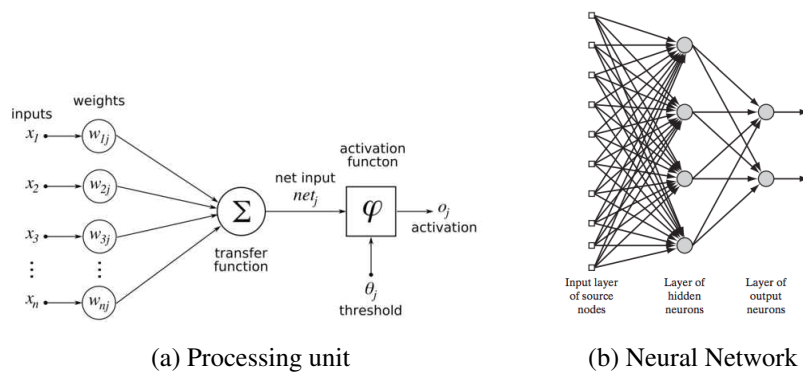 inputs
weights
x1
w1j
x2
w2j
x3
w3j
⋮
⋮
xn
wnj
Σ
transfer
function
net input
netj
activation
functon
φ
oj
activation
θj
threshold
(a) Processing unit
Input layer
of source
nodes
Layer of
hidden
neurons
Layer of
output
neurons
(b) Neural Network